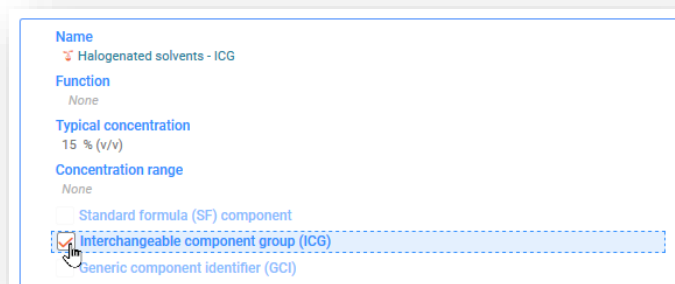 Name
Halogenated solvents - ICG
Function
None
Typical concentration
15 % (v/v)
Concentration range
None
Standard formula (SF) component
Interchangeable component group (ICG)
Generic component identifier (GCI)